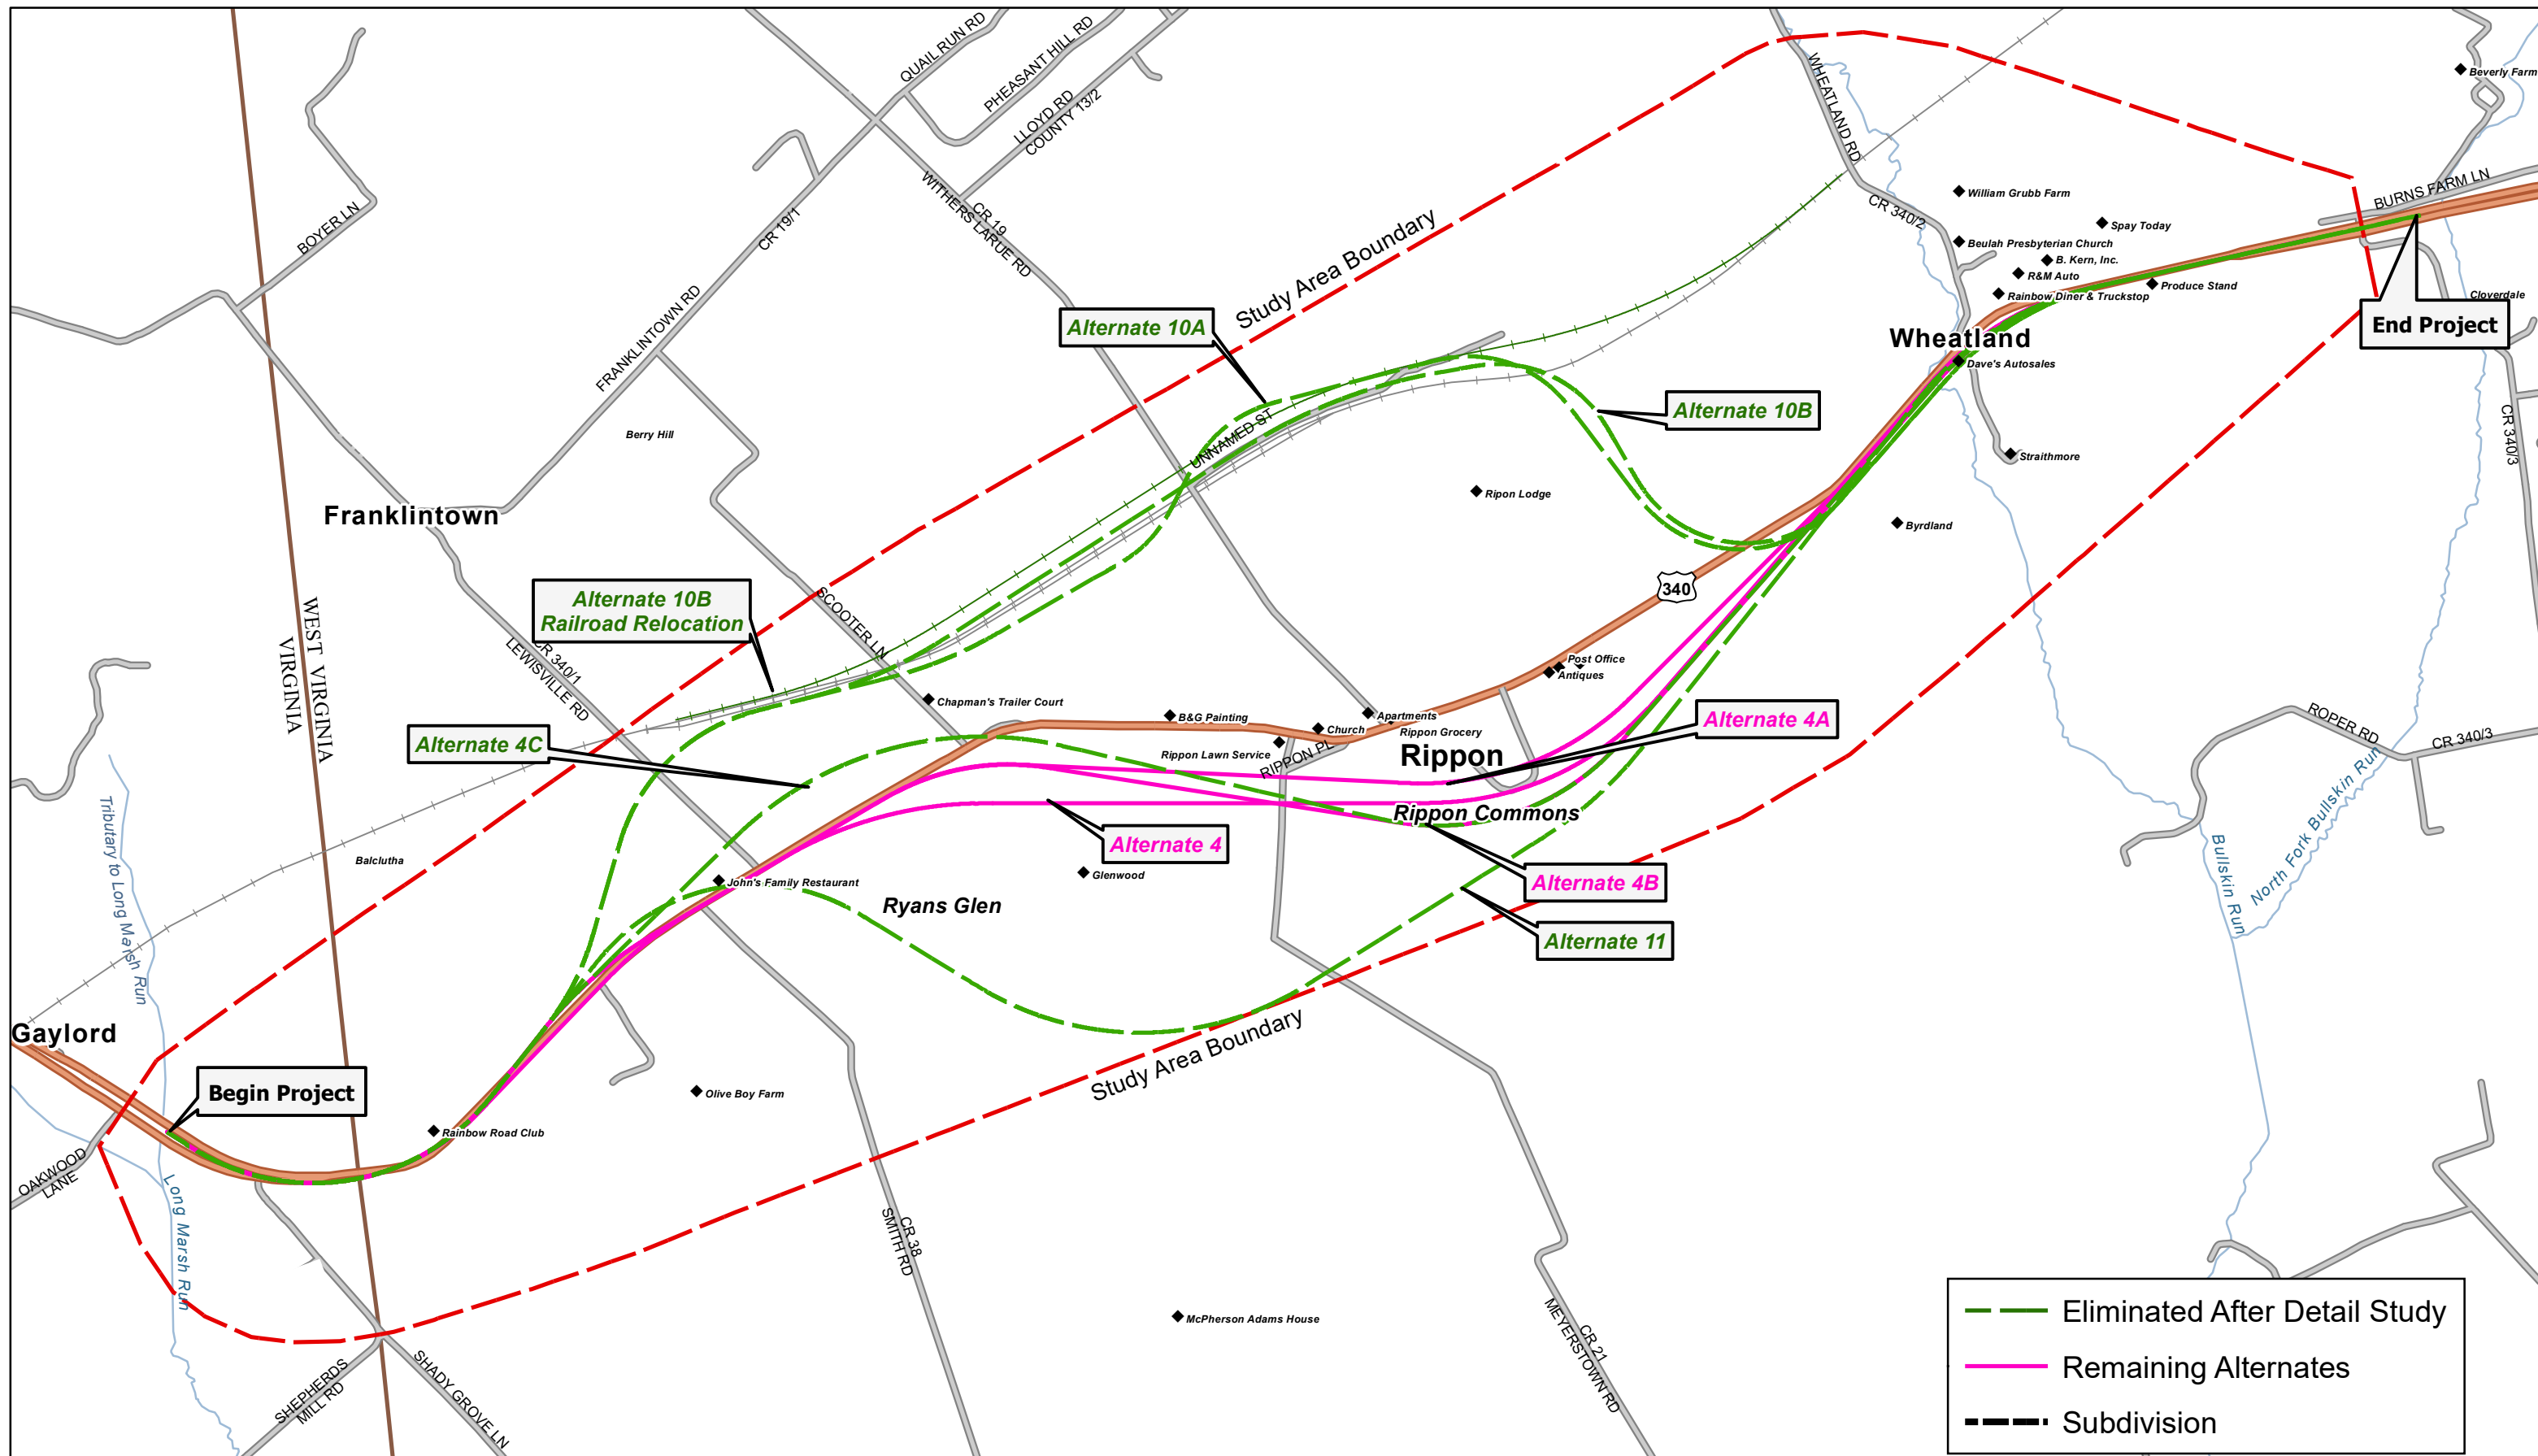 QUAIL RUN RD
PHEASANT HILL RD
LLOYD RD
COUNTY 13/2
WHEATLAND RD
Beverly Farm
BOYER LN
CR 19/1
CR 19
WITHERS LARUE RD
Study Area Boundary
CR 340/2
William Grubb Farm
Spay Today
Beulah Presbyterian Church
B. Kern, Inc.
R&M Auto
Rainbow Diner & Truckstop
Produce Stand
BURNS FARM LN
Cloverdale
End Project
FRANKLINTOWN RD
Alternate 10A
Wheatland
Dave's Autosales
Alternate 10B
UNNAMED ST
Berry Hill
Straithmore
CR 340/3
Ripon Lodge
Franklintown
Byrdland
Alternate 10B
Railroad Relocation
340
SCOOTER LN
WEST VIRGINIA
VIRGINIA
CR 340/1
LEWISVILLE RD
Post Office
Antiques
Chapman's Trailer Court
B&G Painting
Church
Apartments
Rippon Grocery
Alternate 4A
Alternate 4C
Rippon Lawn Service
RIPPON PL
Rippon
ROPER RD
CR 340/3
Rippon Commons
Tributary to Long Marsh Run
Balclutha
Alternate 4
Glenwood
Alternate 4B
John's Family Restaurant
Ryans Glen
Alternate 11
Bullskin Run
North Fork Bullskin Run
Gaylord
Study Area Boundary
Begin Project
Olive Boy Farm
Rainbow Road Club
OAKWOOD
LANE
Long Marsh Run
CR 38
SMITH RD
McPherson Adams House
CR 21
MEYERSTOWN RD
SHEPHERDS
MILL RD
SHADY GROVE LN
Eliminated After Detail Study
Remaining Alternates
Subdivision